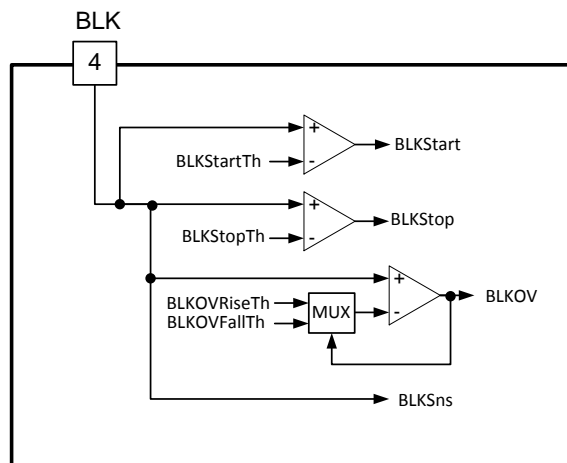 BLK
4
+
BLKStart
BLKStartTh
-
+
BLKStop
BLKStopTh
-
+
BLKOVRiseTh
BLKOV
MUX
-
BLKOVFallTh
BLKSns